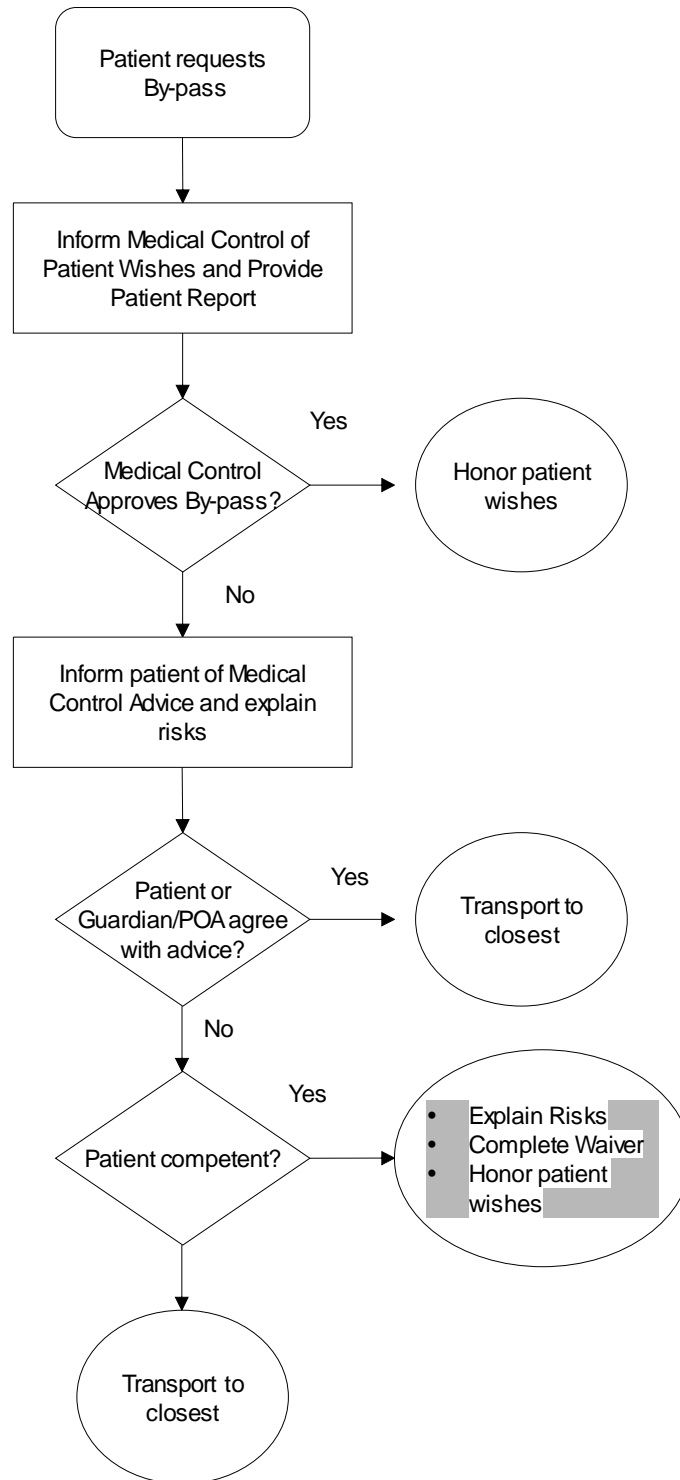 Patient requests
By-pass
Inform Medical Control of
Patient Wishes and Provide
Patient Report
Yes
Medical Control
Approves By-pass?
Honor patient
wishes
No
Inform patient of Medical
Control Advice and explain
risks
Yes
Patient or
Guardian/POA agree
with advice?
Transport to
closest
No
Yes
Patient competent?
• Explain Risks
• Complete Waiver
• Honor patient
wishes
Transport to
closest